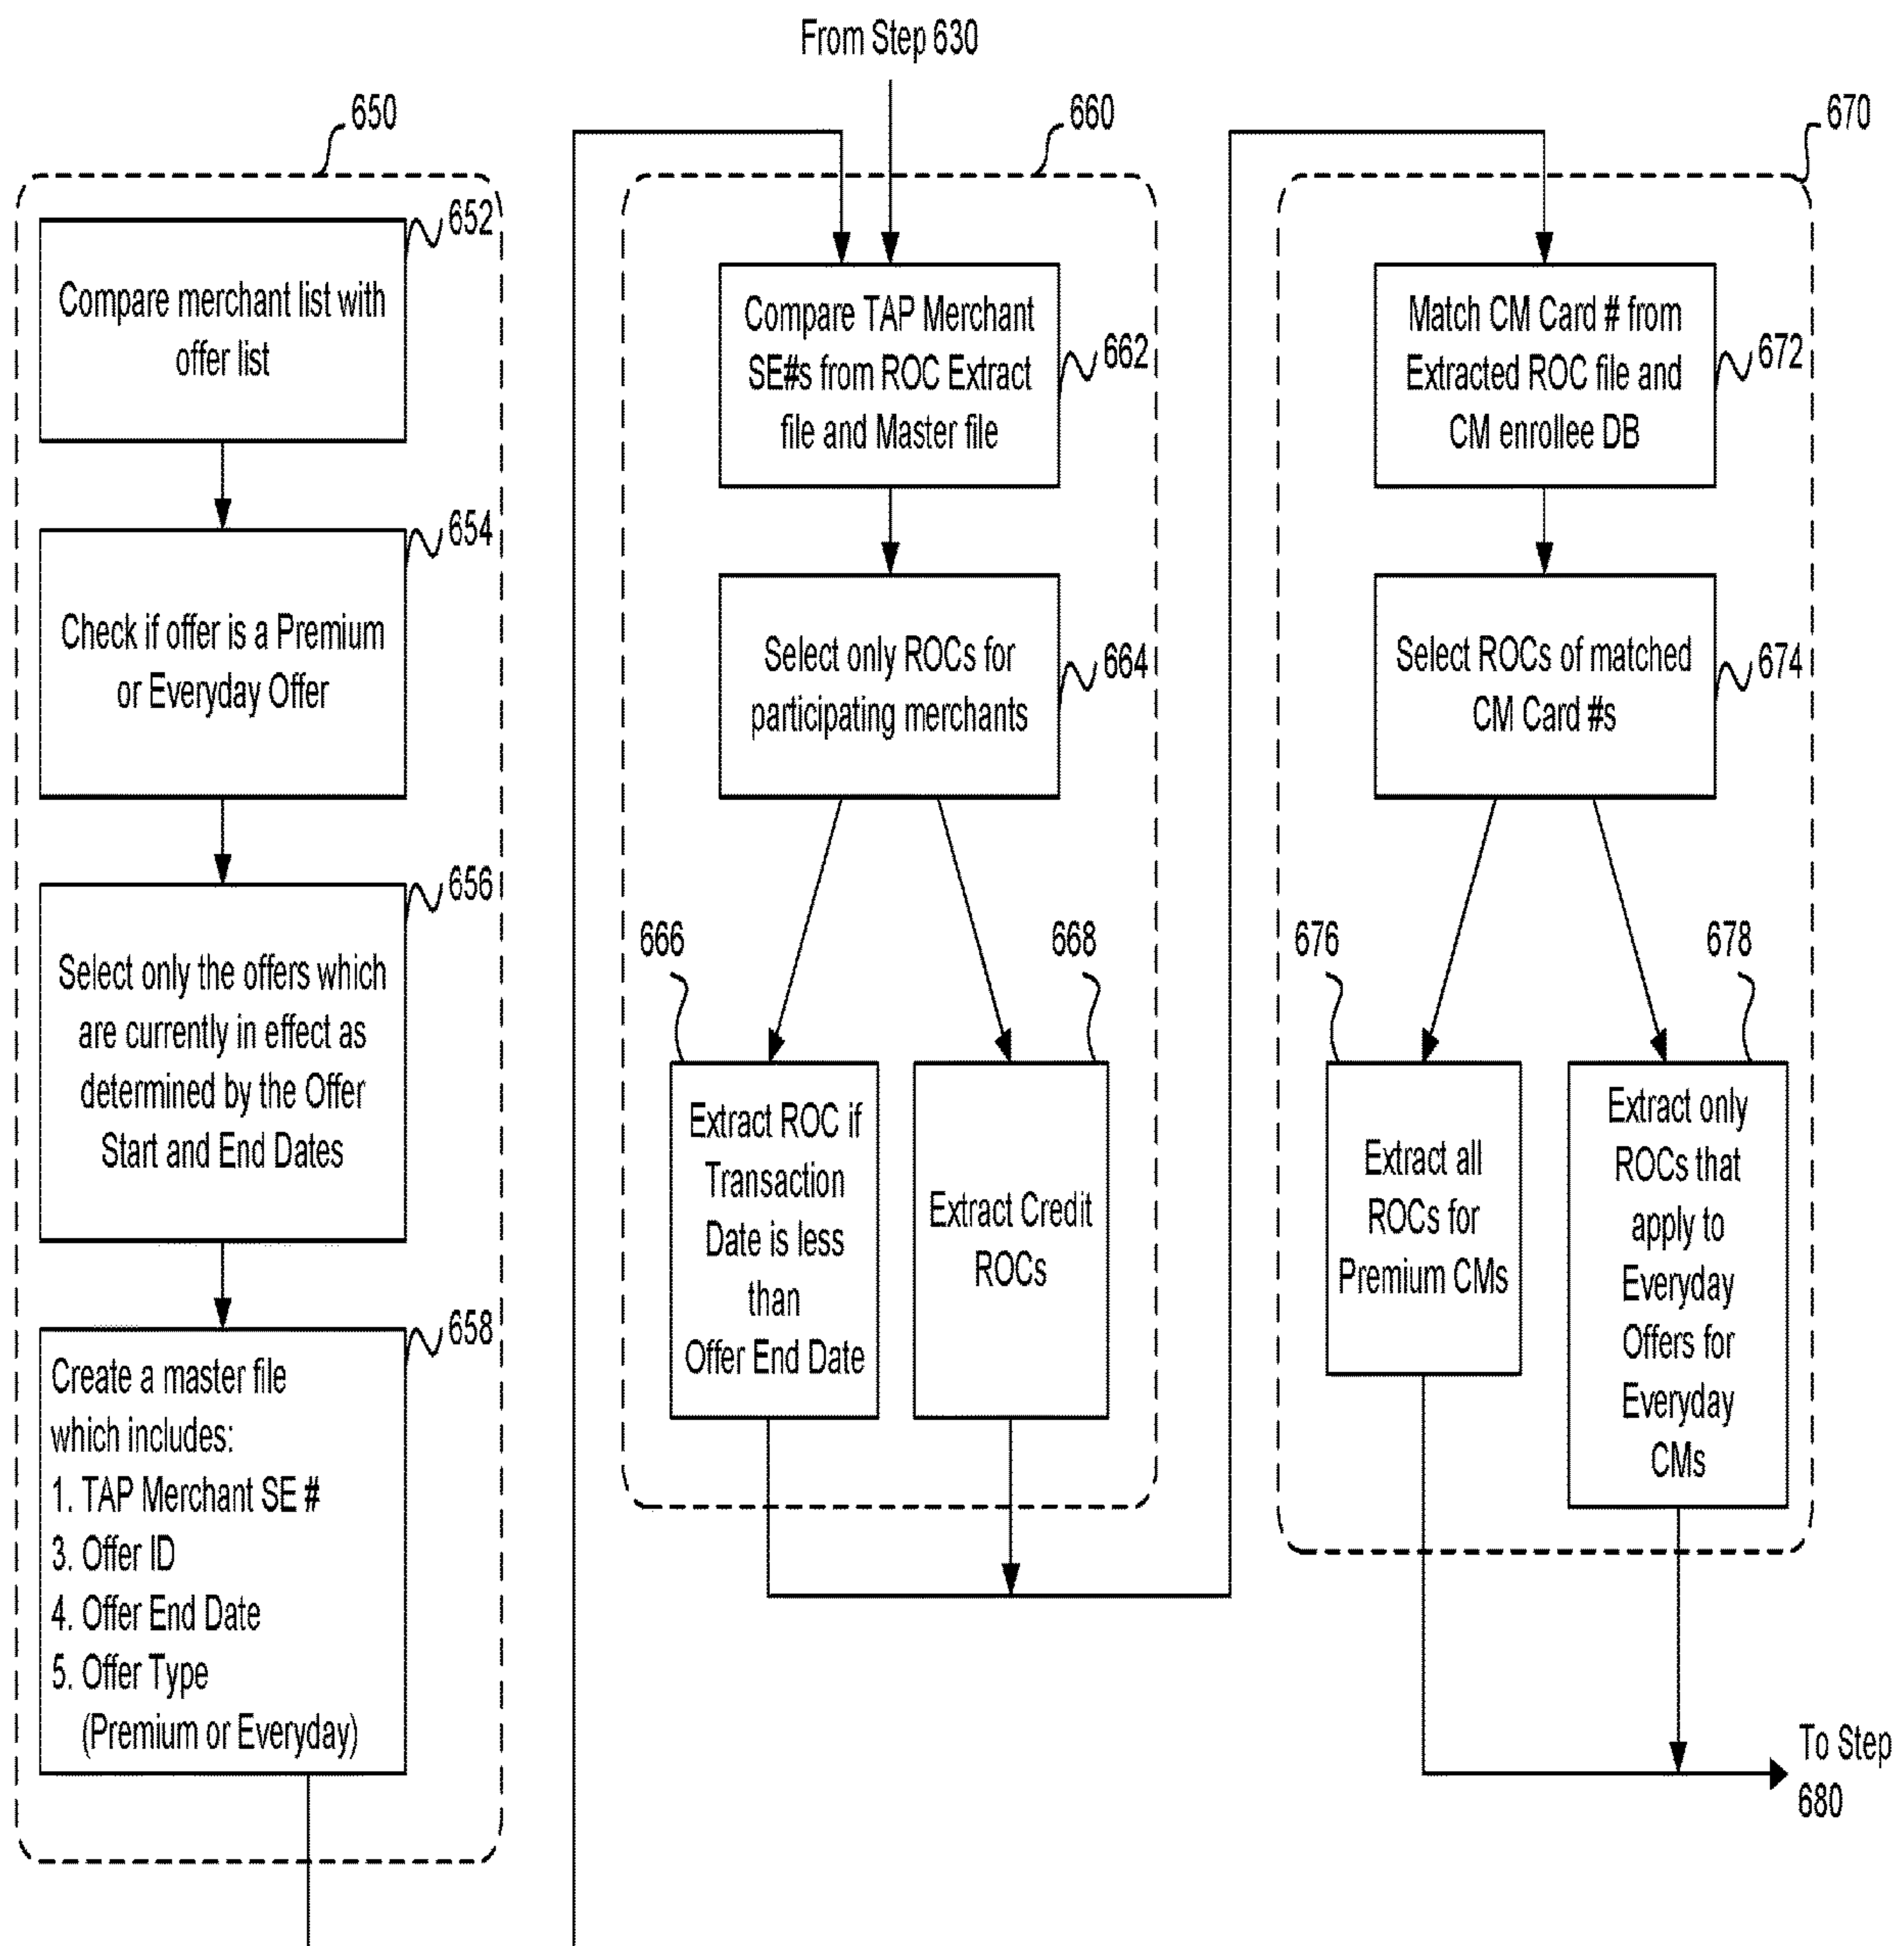 From Step 630
650
652
Compare merchant list with
offer list
654
Check if offer is a Premium
or Everyday Offer
656
Select only the offers which
are currently in effect as
determined by the Offer
Start and End Dates
658
Create a master file
which includes:
1. TAP Merchant SE #
3. Offer ID
4. Offer End Date
5. Offer Type
(Premium or Everyday)
660
Compare TAP Merchant
SE#s from ROC Extract
file and Master file
662
Select only ROCs for
participating merchants
664
666
Extract ROC if
Transaction
Date is less
than
Offer End Date
668
Extract Credit
ROCs
670
Match CM Card # from
Extracted ROC file and
CM enrollee DB
672
Select ROCs of matched
CM Card #s
674
676
Extract all
ROCs for
Premium CMs
678
Extract only
ROCs that
apply to
Everyday
Offers for
Everyday
CMs
To Step
680